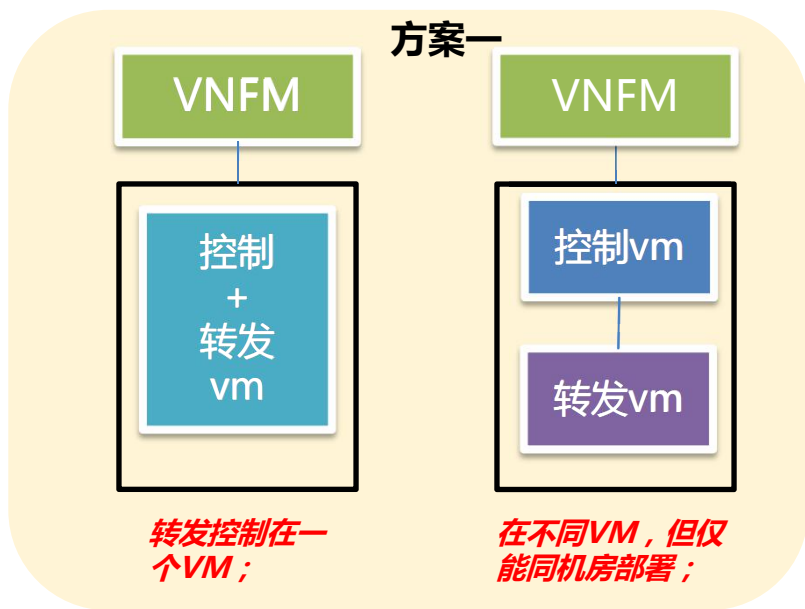 方案一
VNFM
控制
+
转发
vm
转发控制在一
个VM；
VNFM
控制vm
转发vm
在不同VM，但仅
能同机房部署；